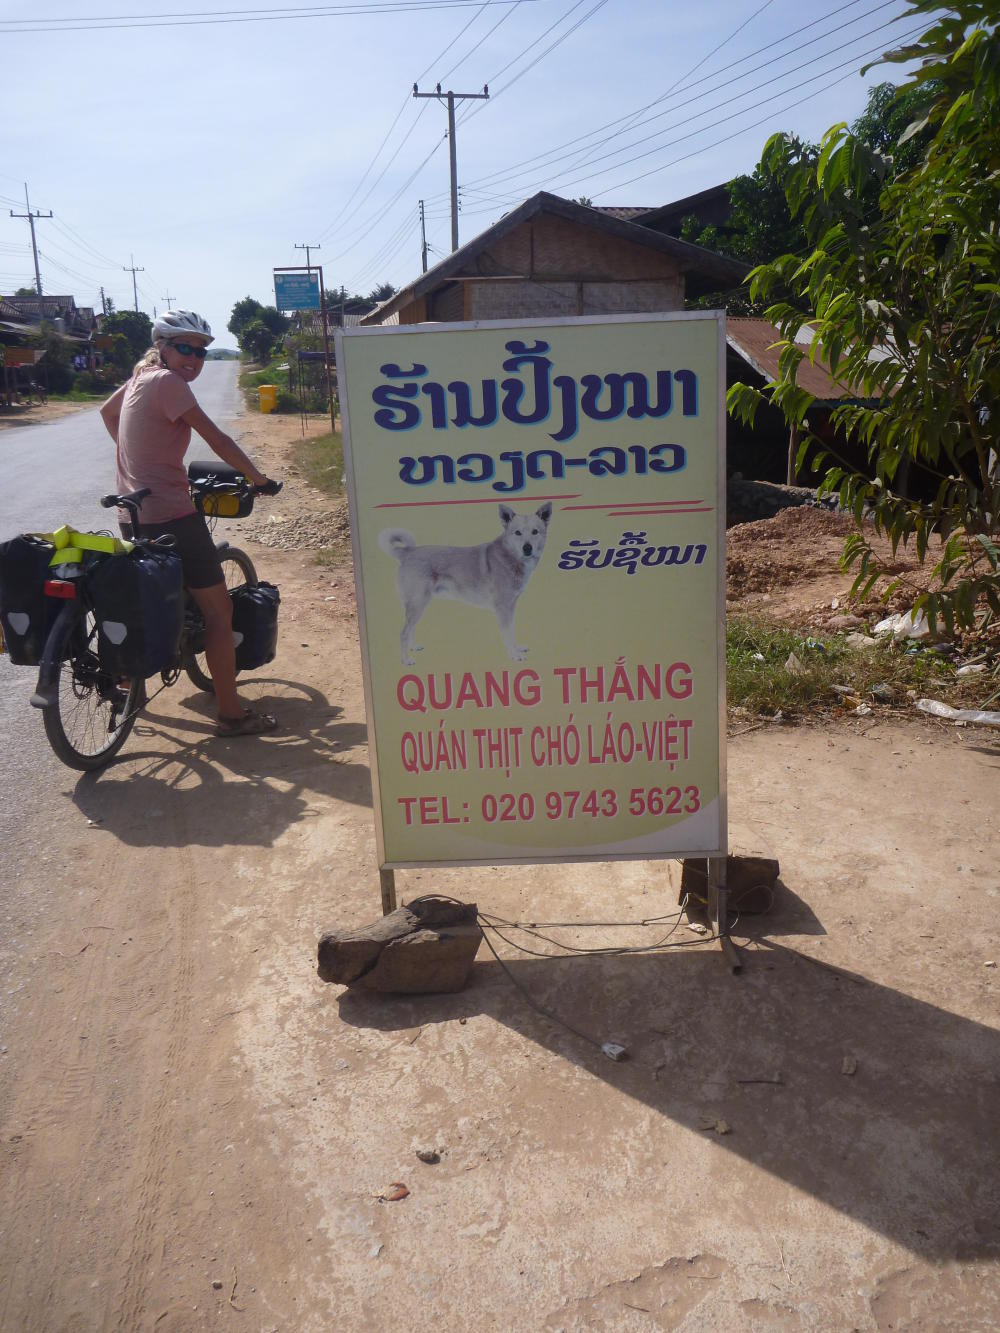 ຮ້ານປີ້ງໝາ
ຫວຽດ-ລາວ
ຮັບຊື້ໝາ
QUANG THẮNG
QUÁN THỊT CHÓ LÁO-VIỆT
TEL: 020 9743 5623